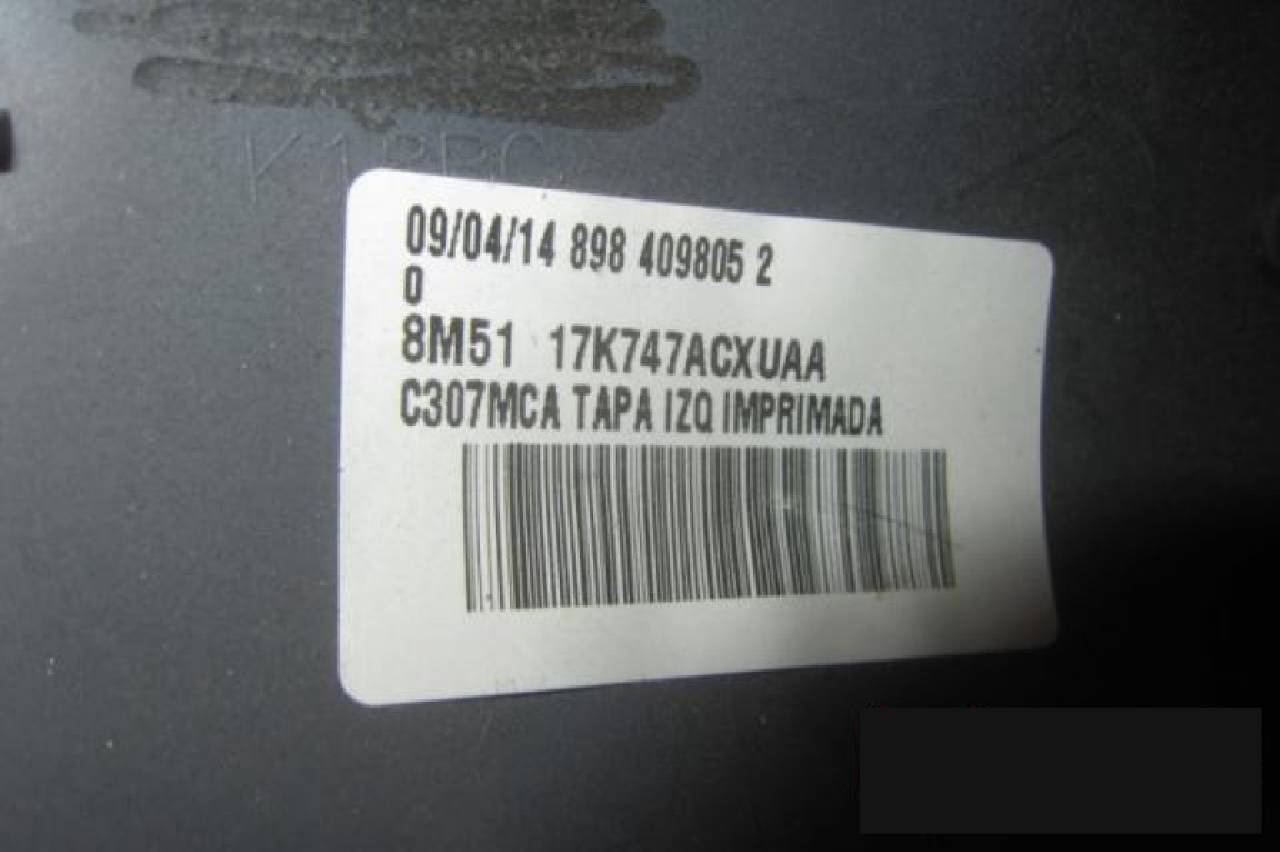 09/04/14 898 409805 2
0
8M51 17K747ACXUAA
C307MCA TAPA IZQ IMPRIMADA